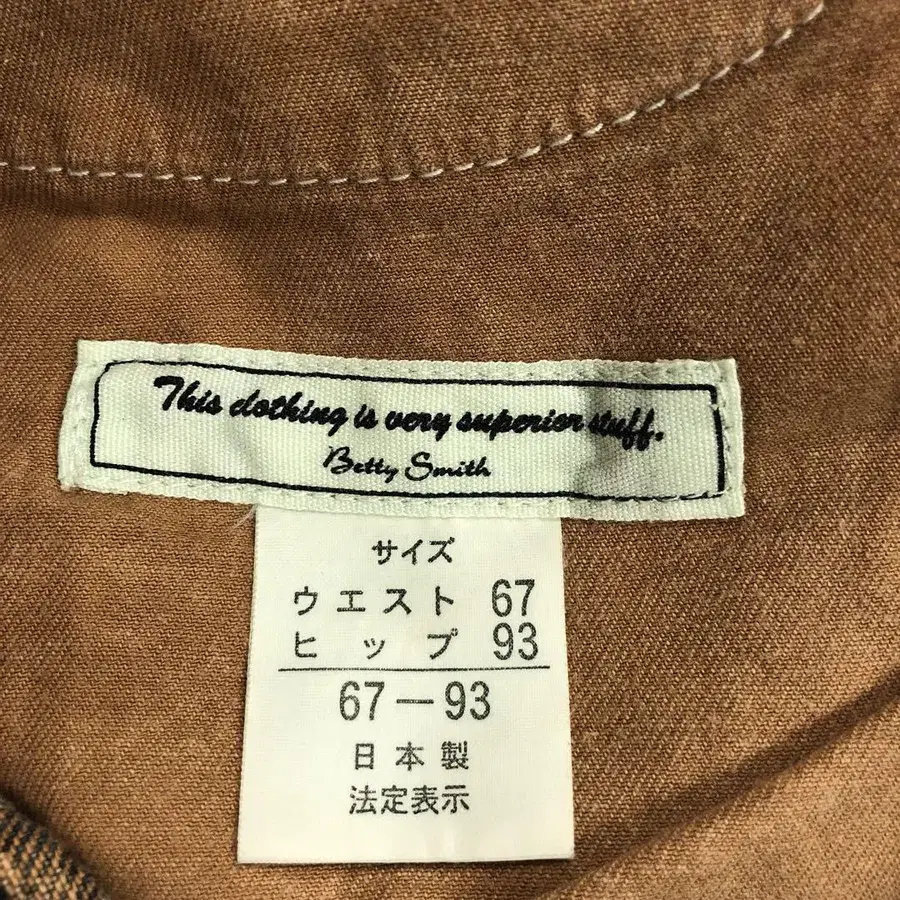 This clothing is very superior stuff.
Betty Smith
サイズ
ウエスト 67
ヒップ 93
67—93
日本製
法定表示